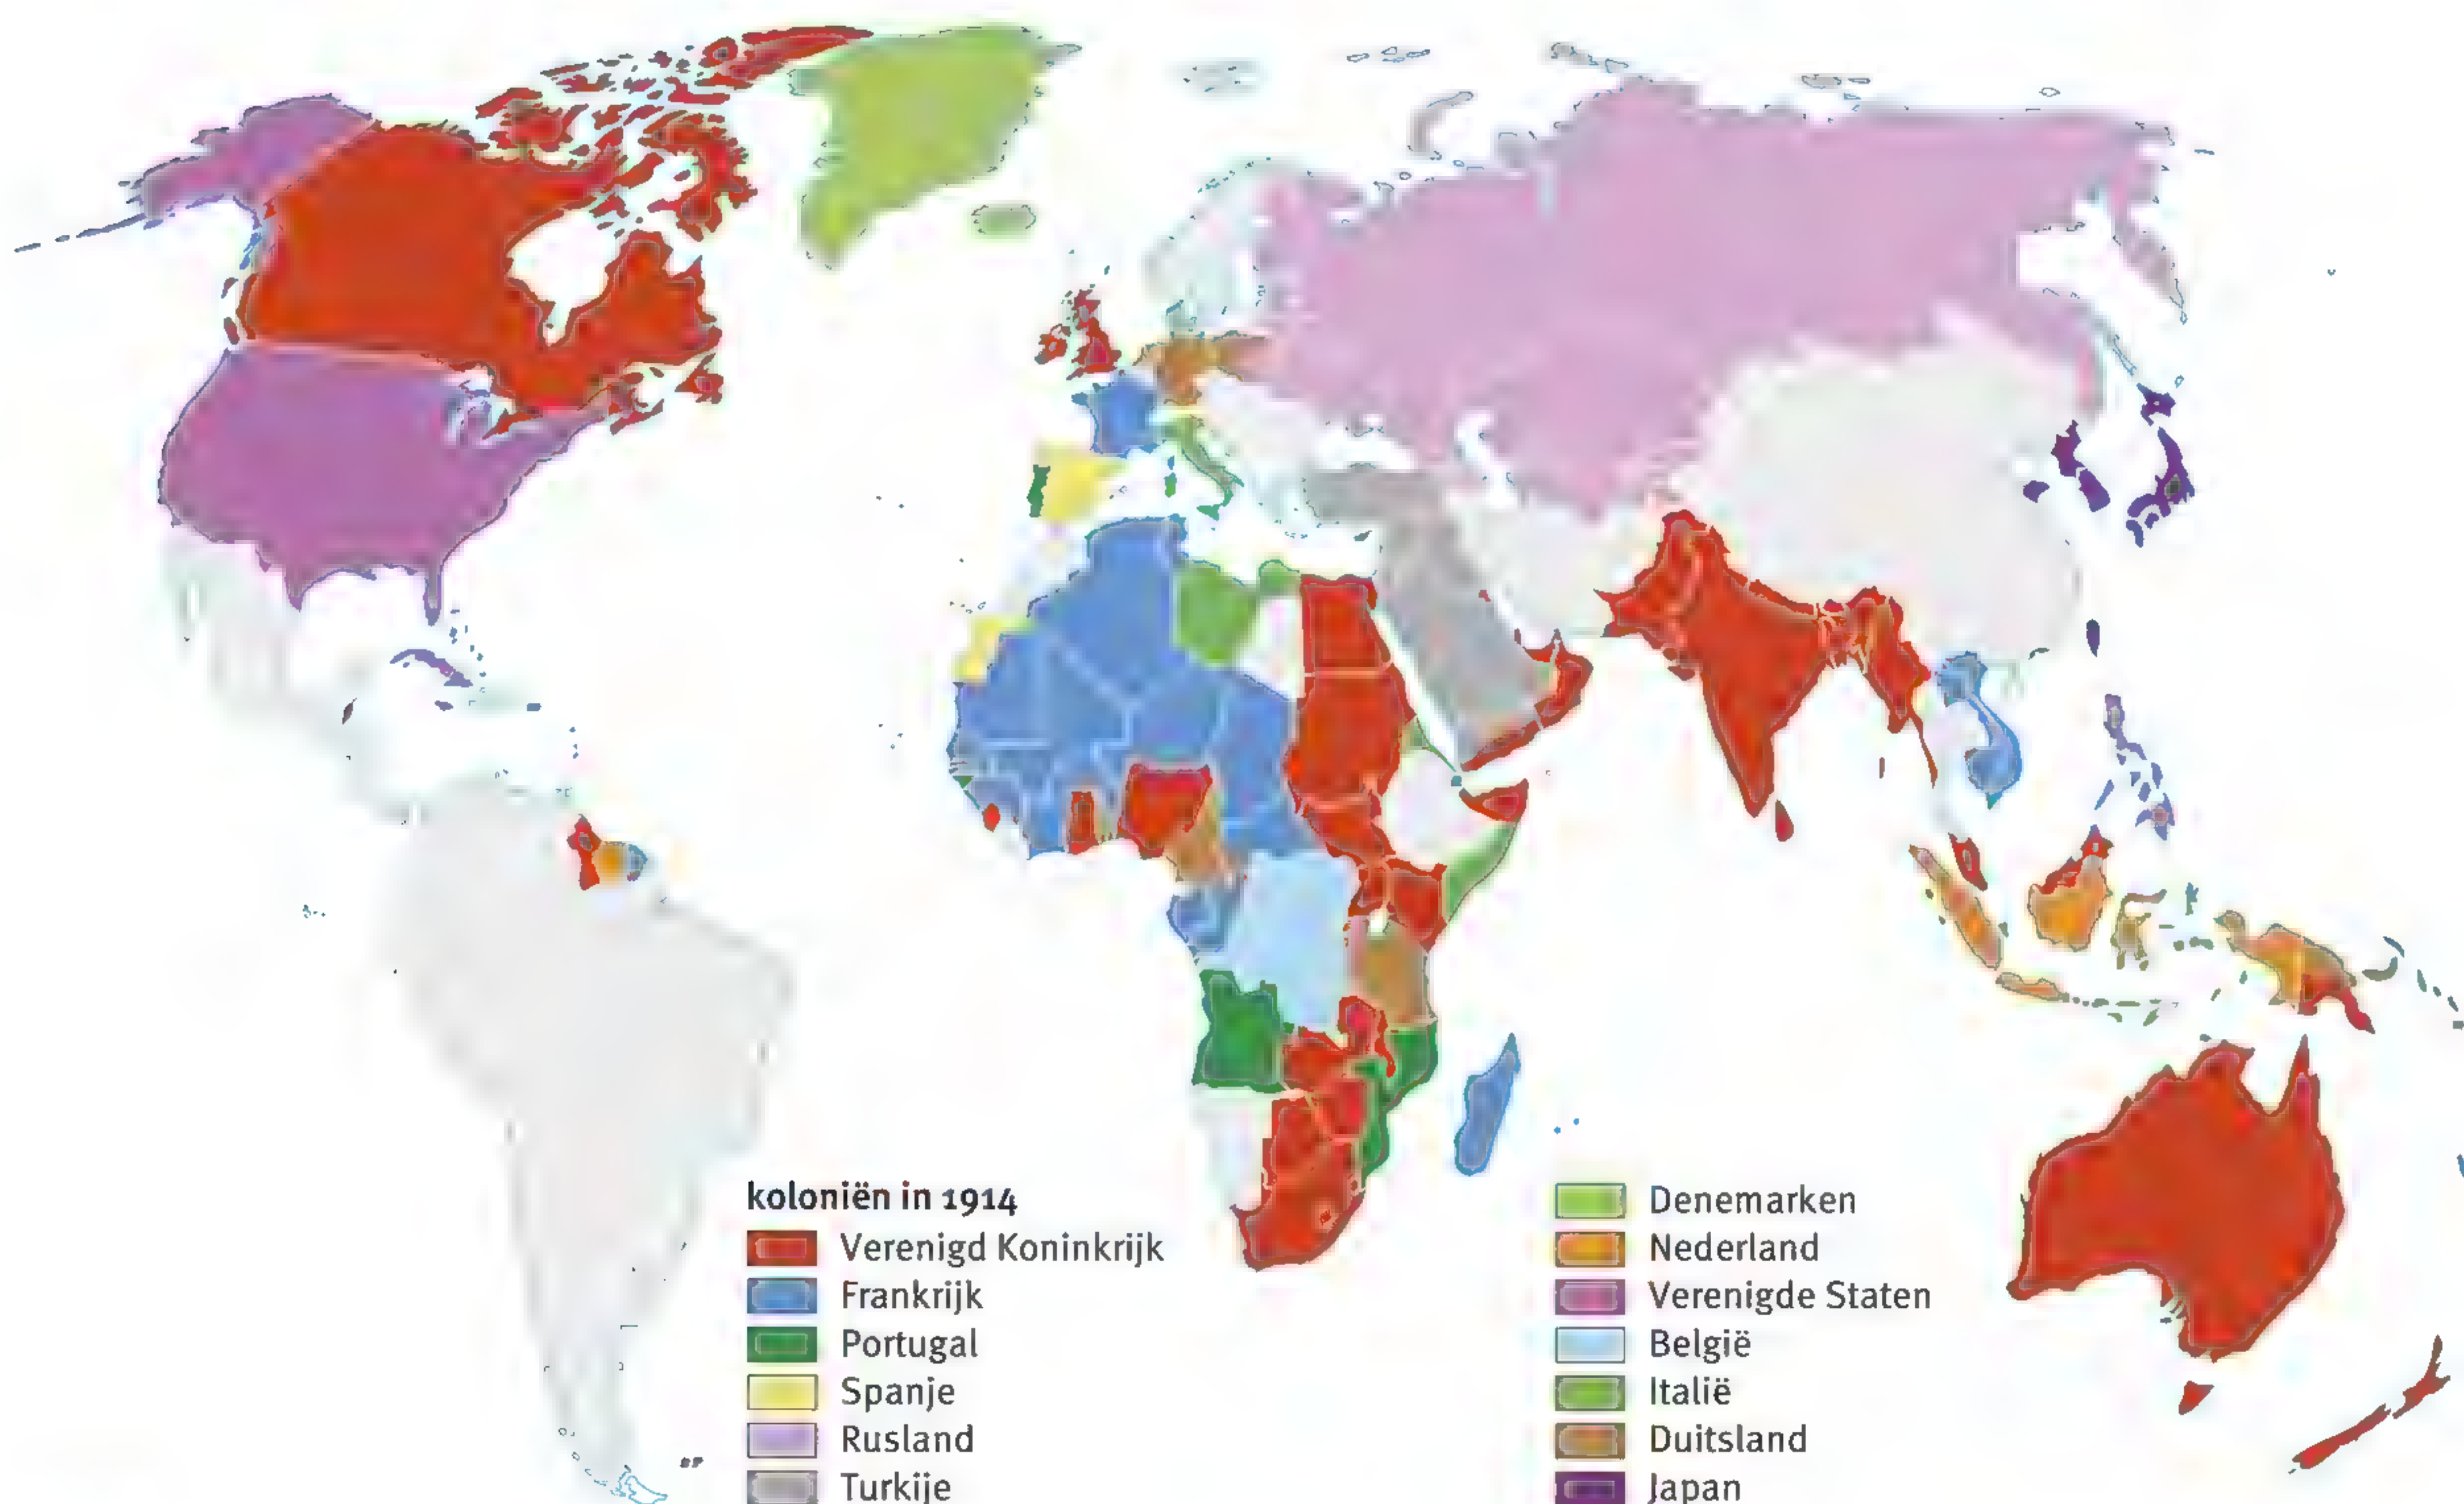 koloniën in 1914
Verenigd Koninkrijk
Frankrijk
Portugal
Spanje
Rusland
Turkije
Denemarken
Nederland
Verenigde Staten
België
Italië
Duitsland
Japan